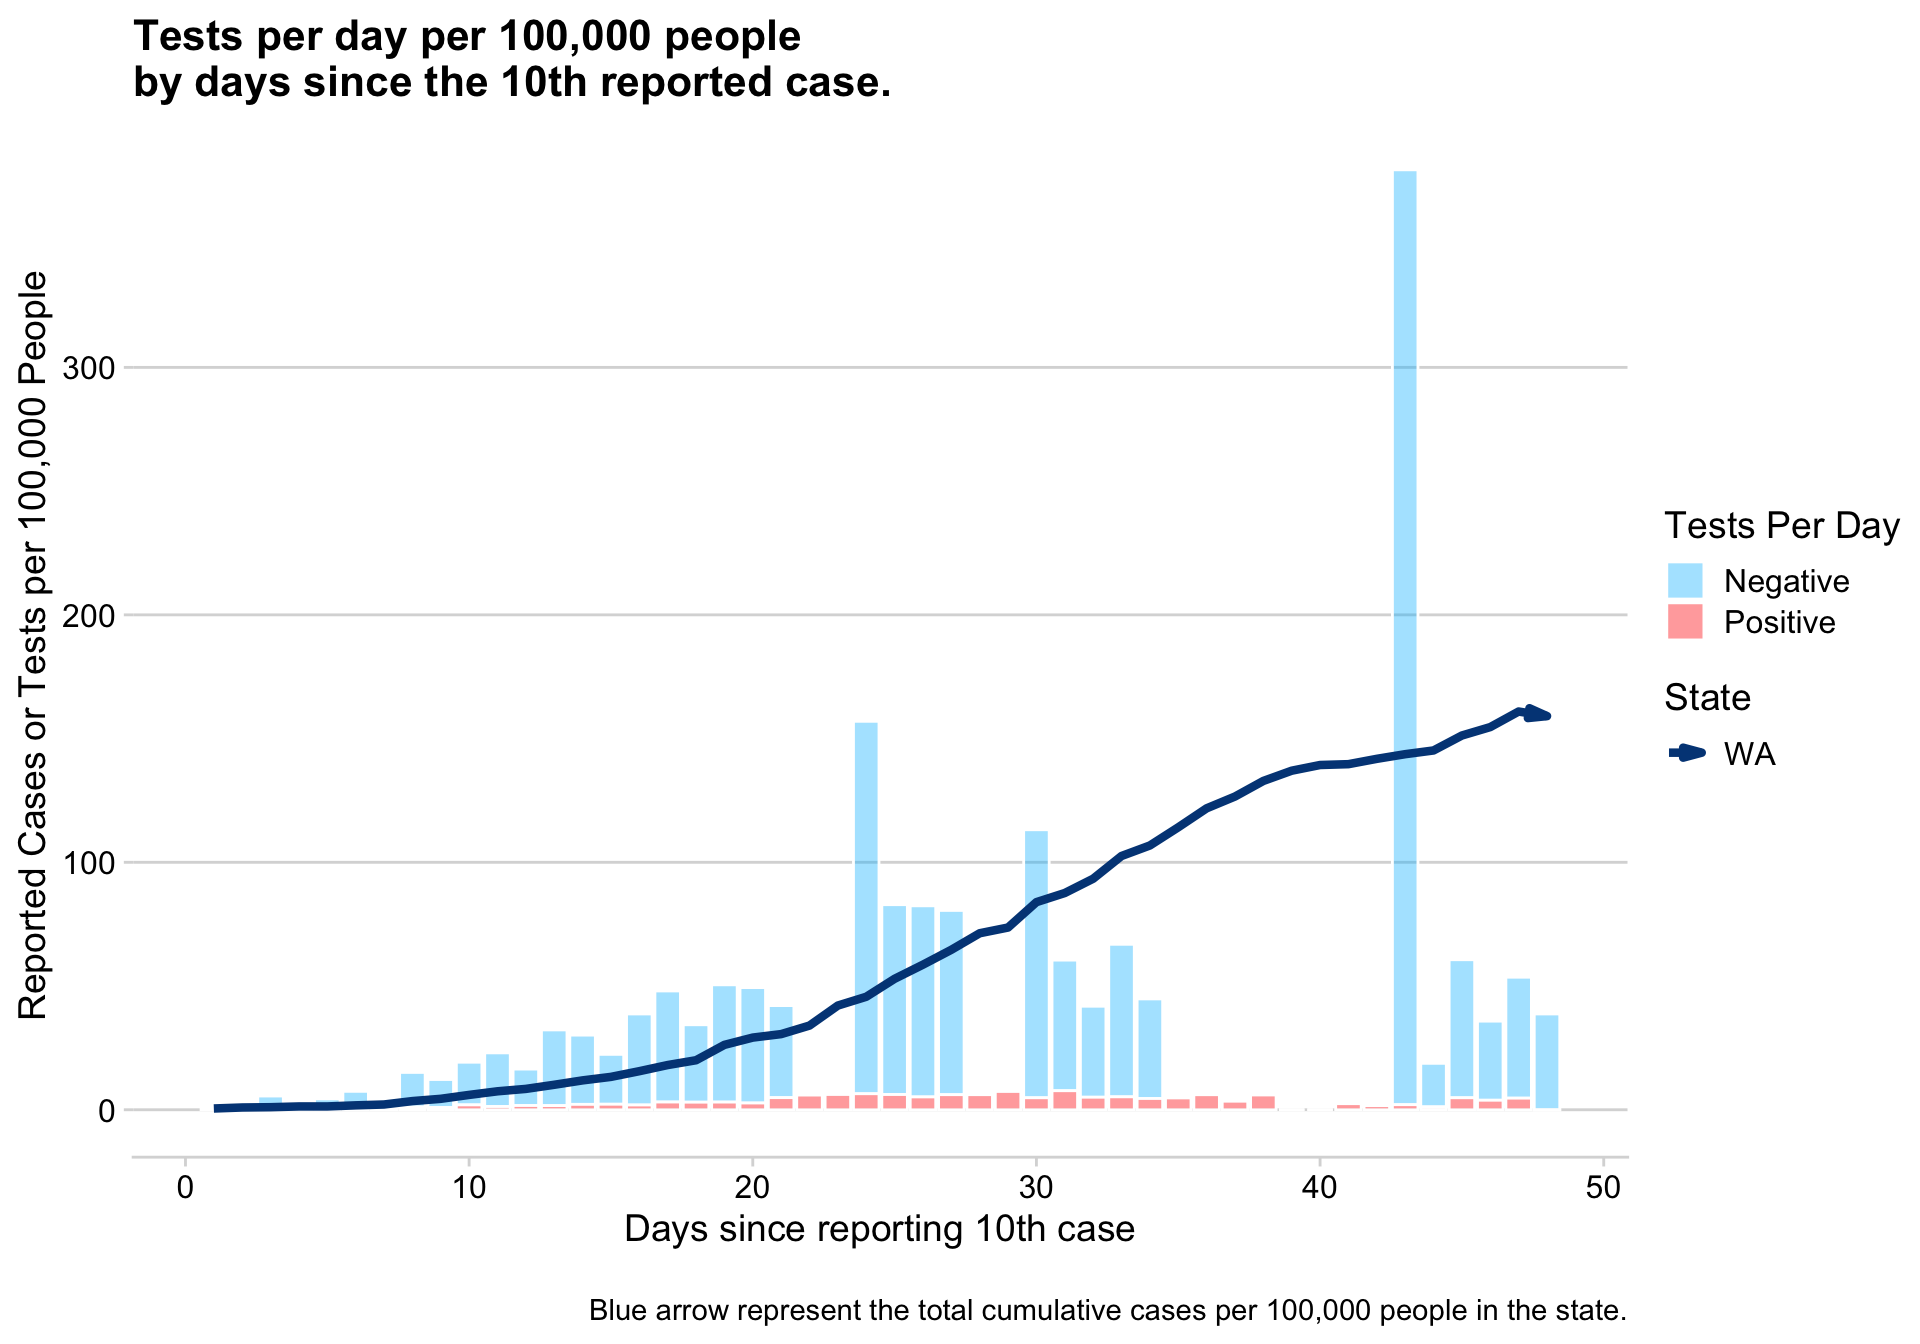 Tests per day per 100,000 people
by days since the 10th reported case.
Reported Cases or Tests per 100,000 People
300
200
100
0
0 10 20 30 40 50
Days since reporting 10th case
Tests Per Day
Negative
Positive
State
WA
Blue arrow represent the total cumulative cases per 100,000 people in the state.